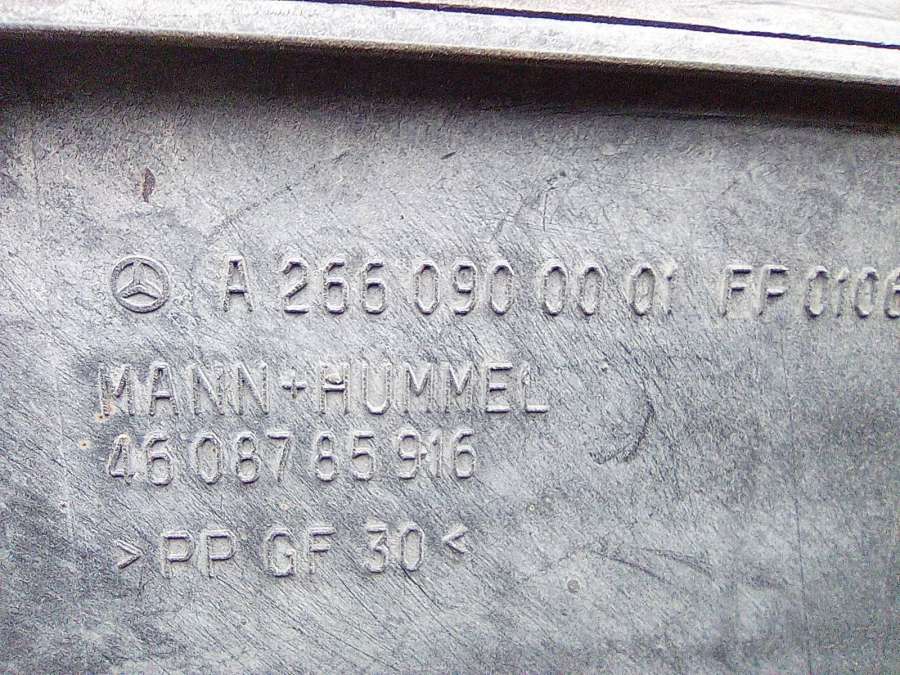 A 266 090 00 01 FF 0106
MANN+HUMMEL
46 087 85 916
>PP GF 30<